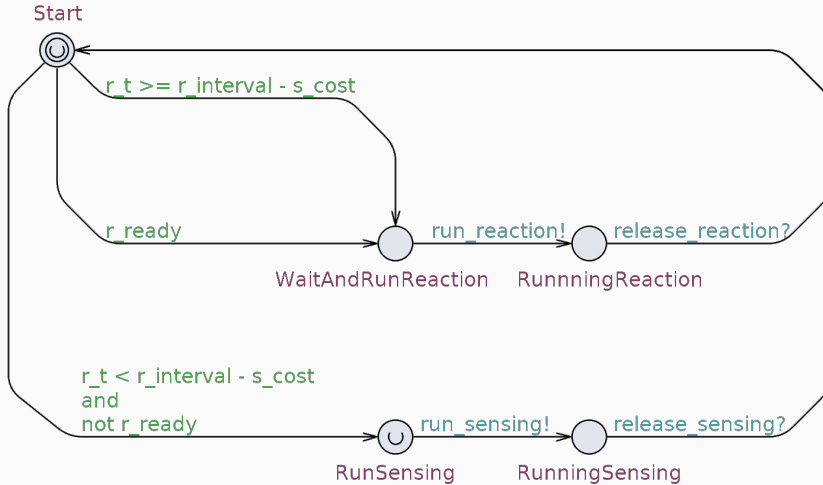 Start
r_t >= r_interval - s_cost
r_ready
run_reaction!
release_reaction?
WaitAndRunReaction
RunnningReaction
r_t < r_interval - s_cost
and
not r_ready
run_sensing!
release_sensing?
RunSensing
RunningSensing